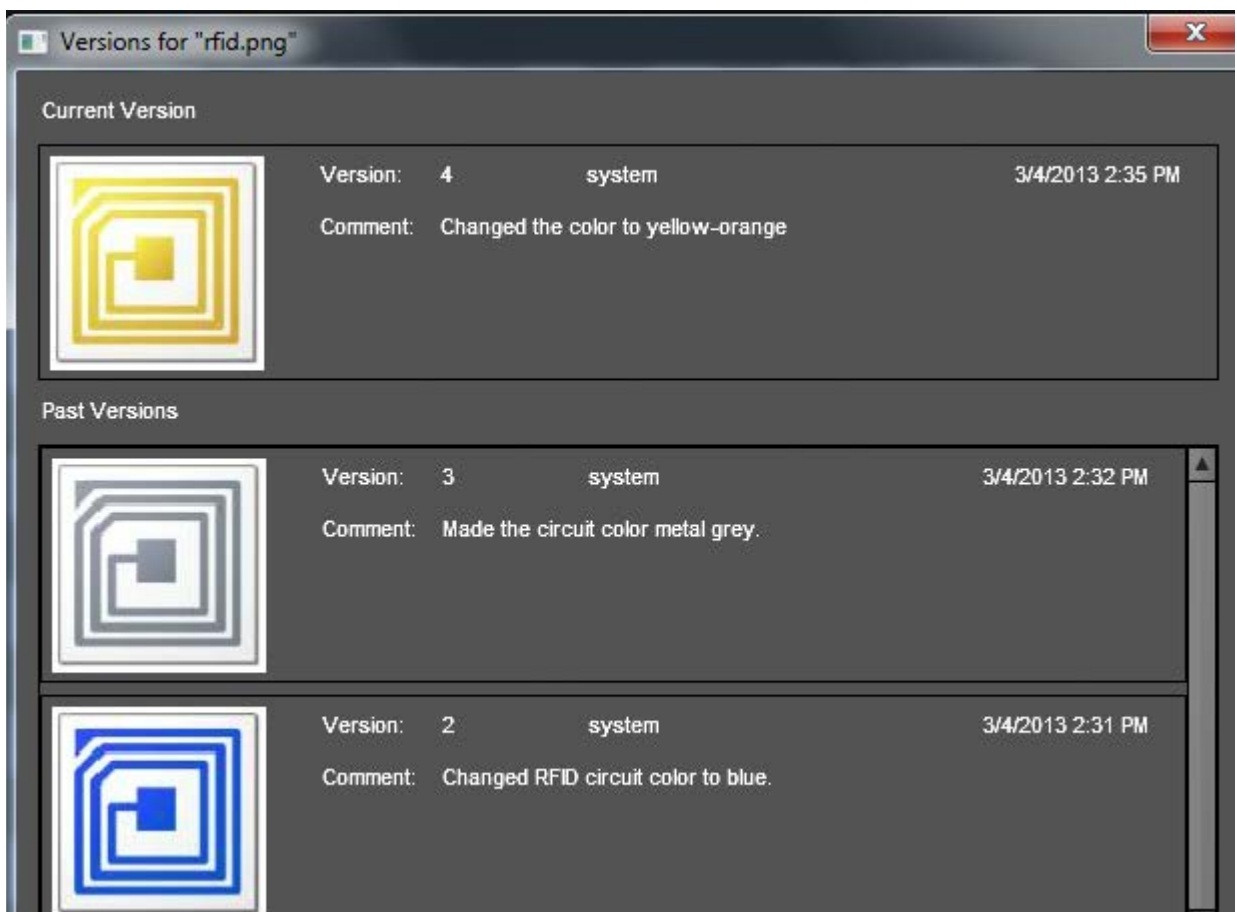 Versions for "rfid.png"
Current Version
Version: 4 system 3/4/2013 2:35 PM
Comment: Changed the color to yellow-orange
Past Versions
Version: 3 system 3/4/2013 2:32 PM
Comment: Made the circuit color metal grey.
Version: 2 system 3/4/2013 2:31 PM
Comment: Changed RFID circuit color to blue.